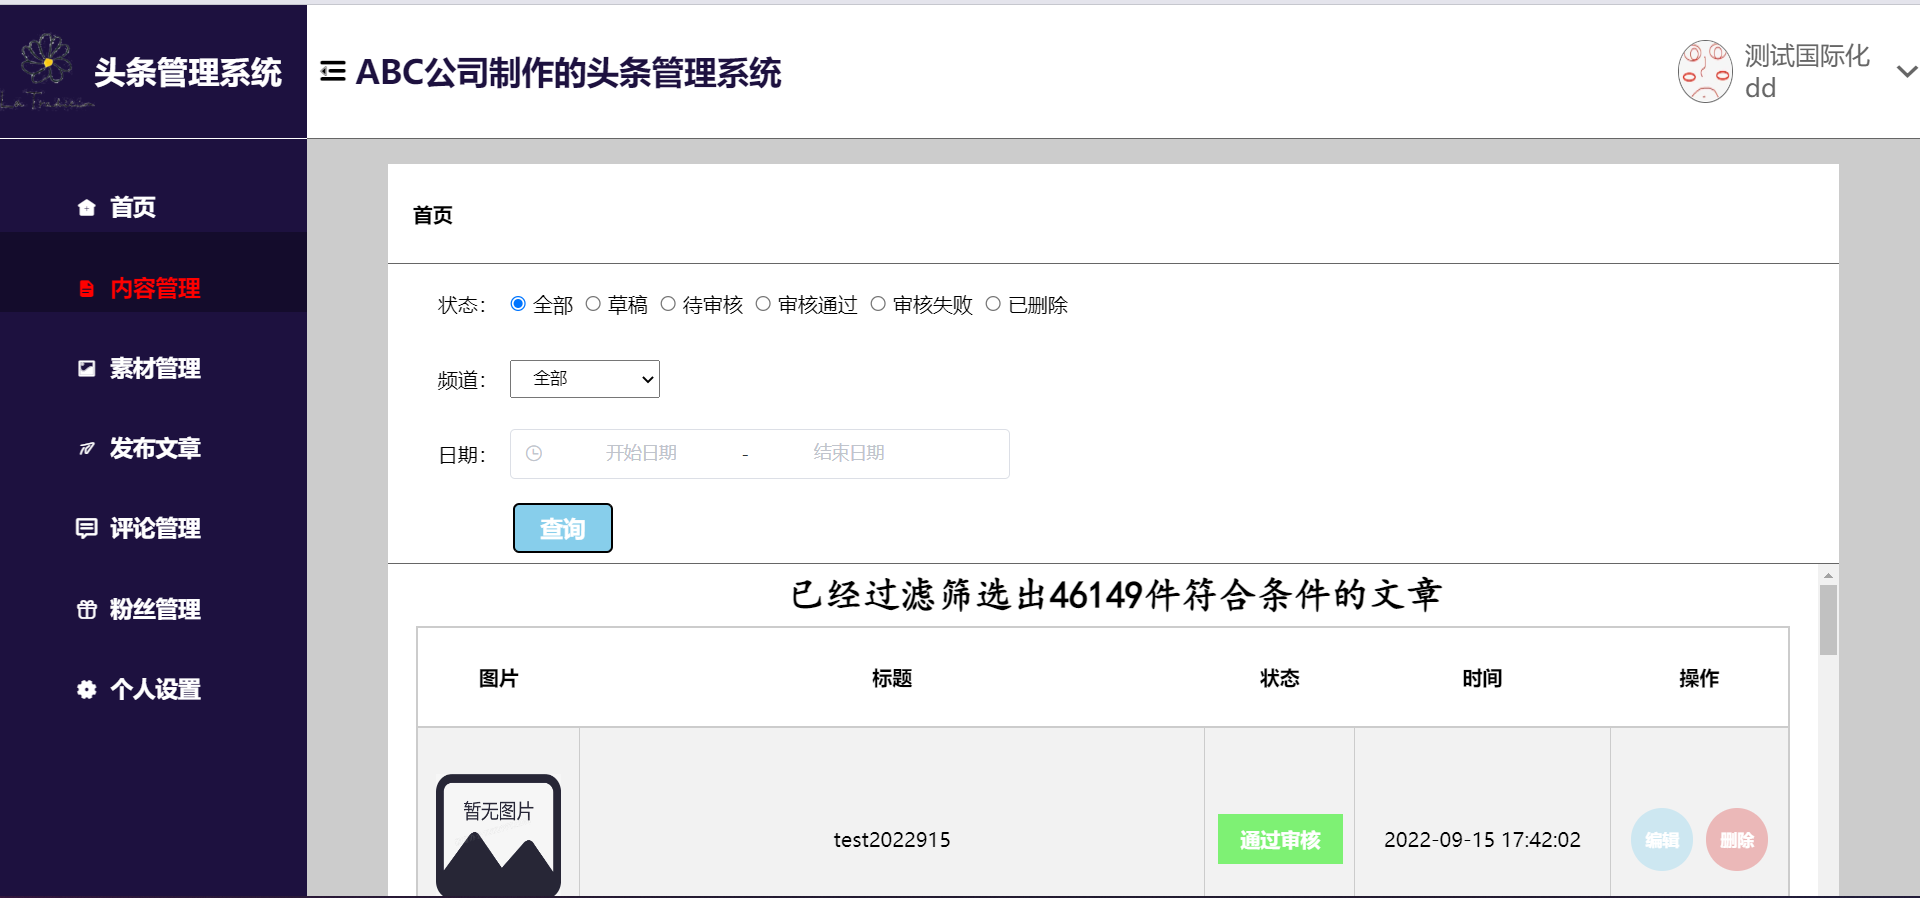 头条管理系统
ABC公司制作的头条管理系统
测试国际化
dd
首页
内容管理
素材管理
发布文章
评论管理
粉丝管理
个人设置
首页
状态： 全部 草稿 待审核 审核通过 审核失败 已删除
频道： 全部
日期： 开始日期 - 结束日期
查询
已经过滤筛选出46149件符合条件的文章
图片 标题 状态 时间 操作
暂无图片
test2022915 通过审核 2022-09-15 17:42:02 编辑 删除